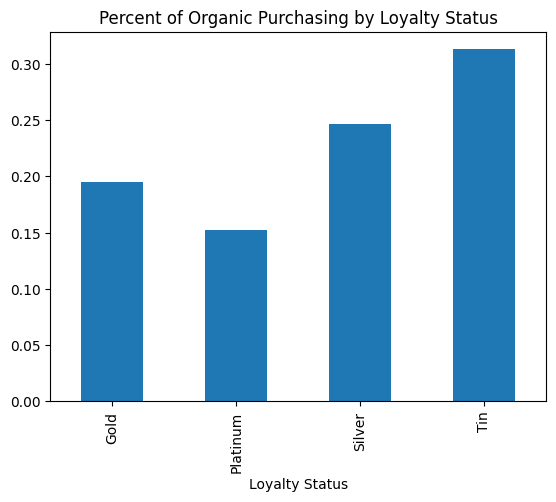 Percent of Organic Purchasing by Loyalty Status
0.30
0.25
0.20
0.15
0.10
0.05
0.00
Gold
Platinum
Silver
Tin
Loyalty Status